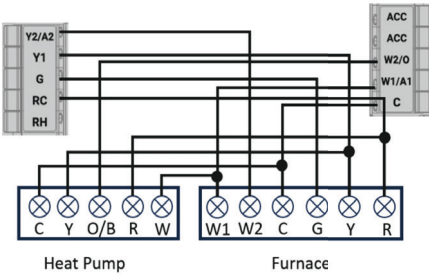 Y2/A2
Y1
G
RC
RH
ACC
ACC
W2/O
W1/A1
C
C Y O/B R W
W1 W2 C G Y R
Heat Pump
Furnace